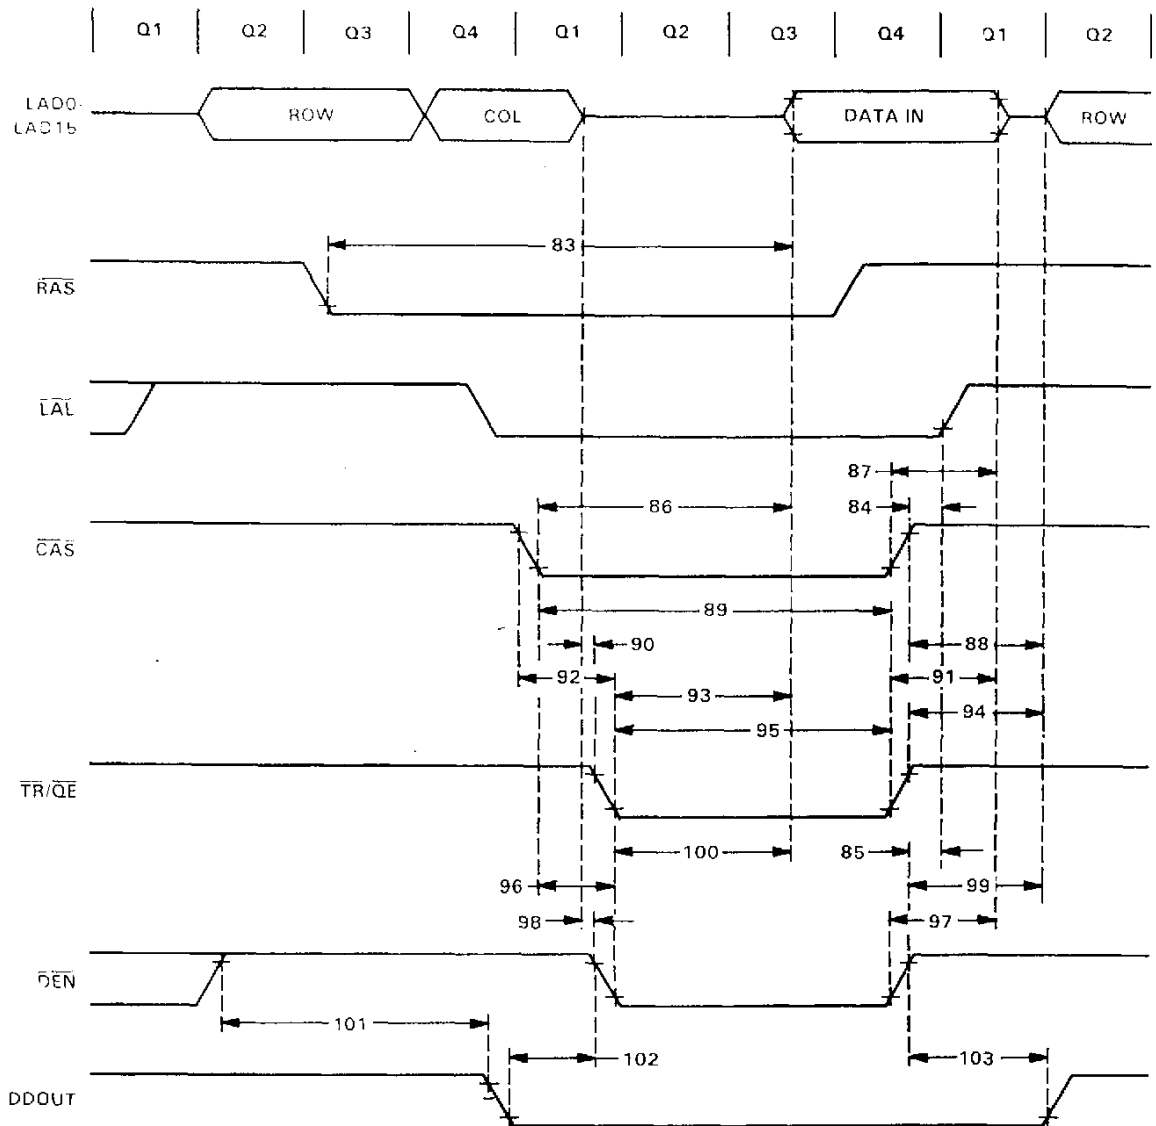 Q1 Q2 Q3 Q4 Q1 Q2 Q3 Q4 Q1 Q2
LAD0-
LAD15
ROW COL DATA IN ROW
83
RAS
LAL
87
86 84
CAS
89
90 88
92 91
93
94
95
TR/QE
100 85
96 99
98 97
DEN
101
102 103
DDOUT